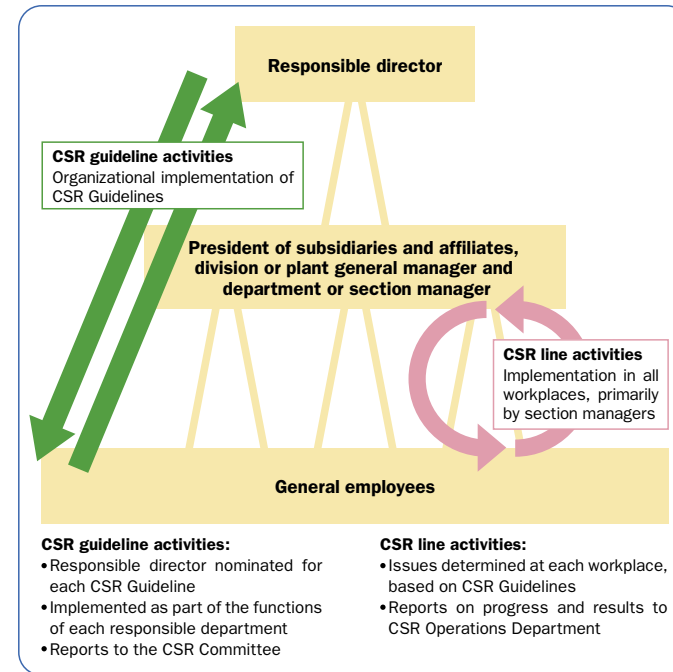 Responsible director
CSR guideline activities
Organizational implementation of
CSR Guidelines
President of subsidiaries and affiliates,
division or plant general manager and
department or section manager
CSR line activities
Implementation in all
workplaces, primarily
by section managers
General employees
CSR guideline activities:
•Responsible director nominated for
each CSR Guideline
•Implemented as part of the functions
of each responsible department
•Reports to the CSR Committee
CSR line activities:
•Issues determined at each workplace,
based on CSR Guidelines
•Reports on progress and results to
CSR Operations Department